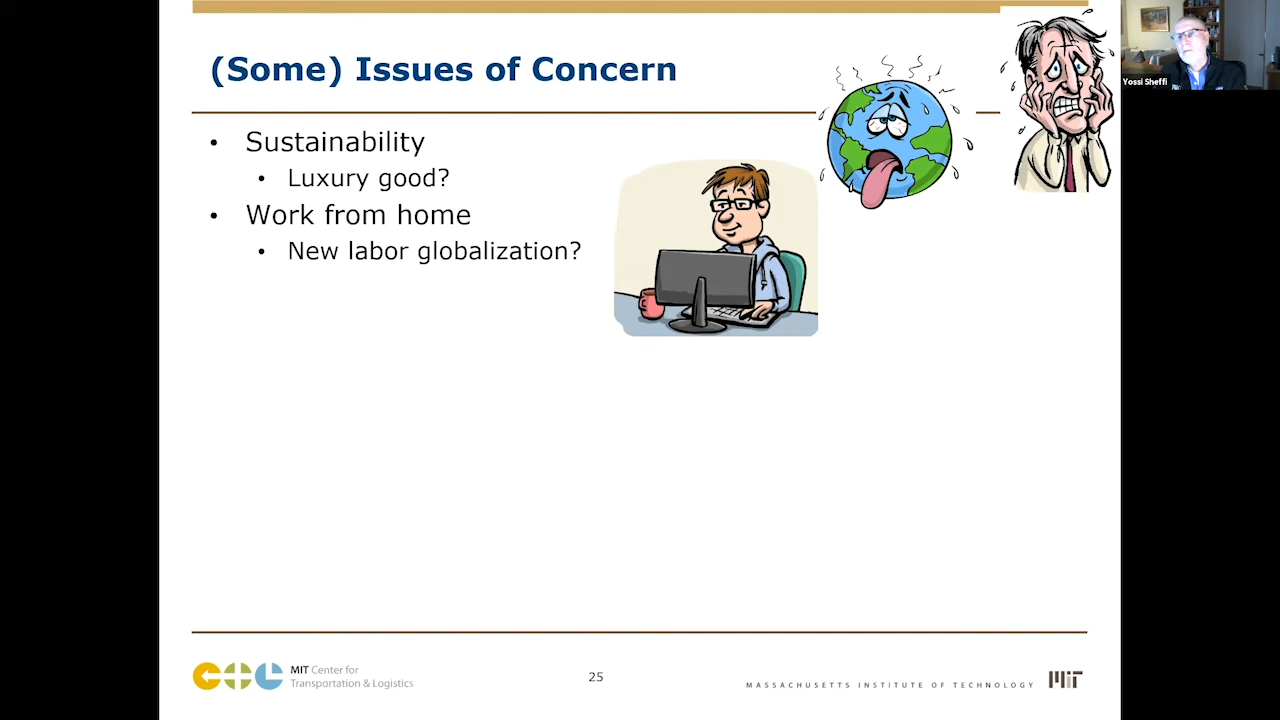 (Some) Issues of Concern
Yossi Sheffi
• Sustainability
• Luxury good?
• Work from home
• New labor globalization?
MIT Center for
Transportation & Logistics
25
MASSACHUSETTS INSTITUTE OF TECHNOLOGY
MIT